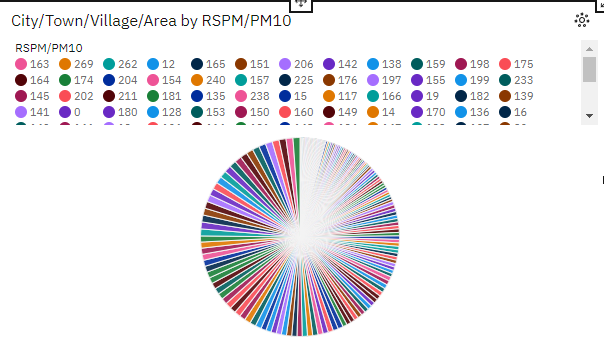 City/Town/Village/Area by RSPM/PM10
RSPM/PM10
163 269 262 12 165 151 206 142 138 159 198 175
164 174 204 154 240 157 225 176 197 155 199 233
145 202 211 181 135 238 15 117 166 19 182 139
141 0 180 128 153 150 160 149 14 170 136 16